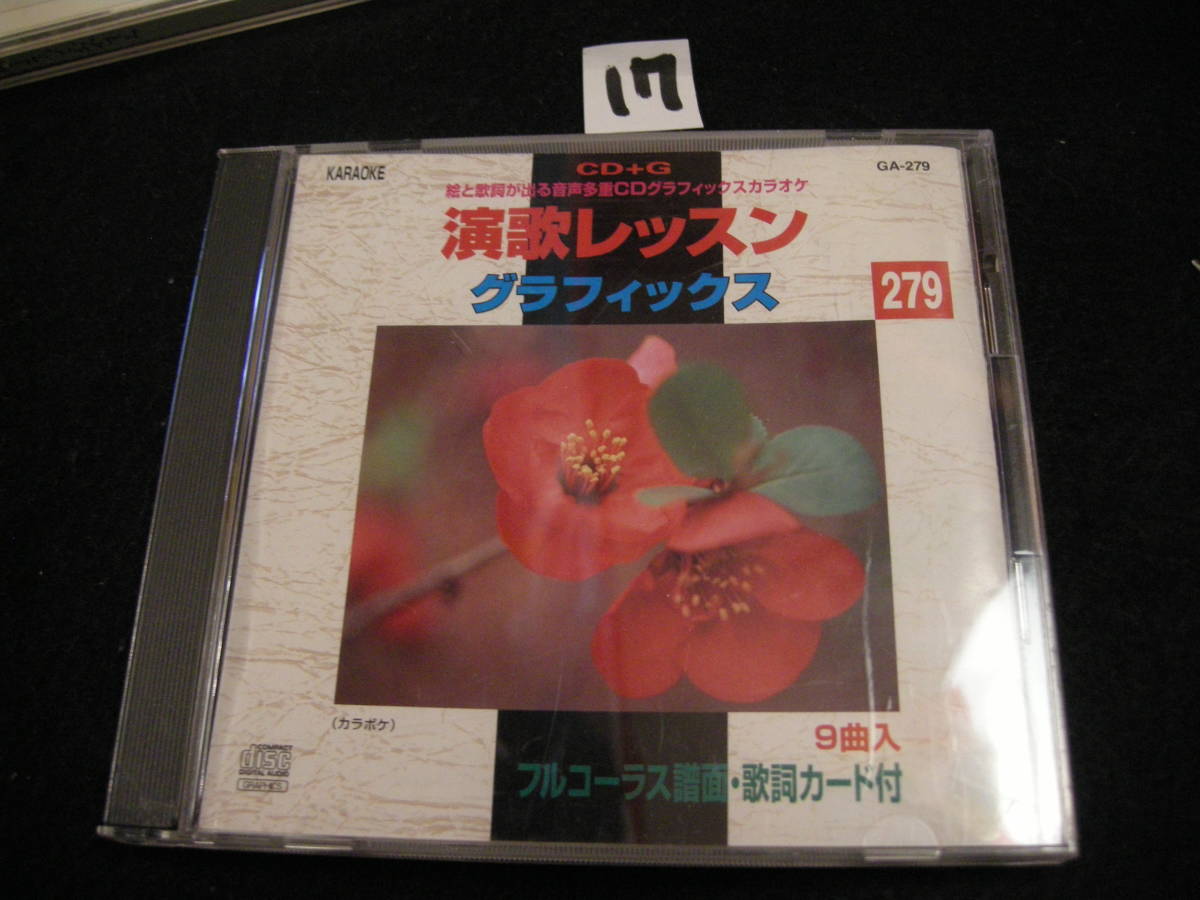 17
KARAOKE
CD+G
GA-279
絵と歌詞が出る音声多重CDグラフィックスカラオケ
演歌レッスン
グラフィックス
279
(カラボケ)
9曲入
フルコーラス譜面・歌詞カード付
COMPACT
disc
DIGITAL AUDIO
GRAPHICS